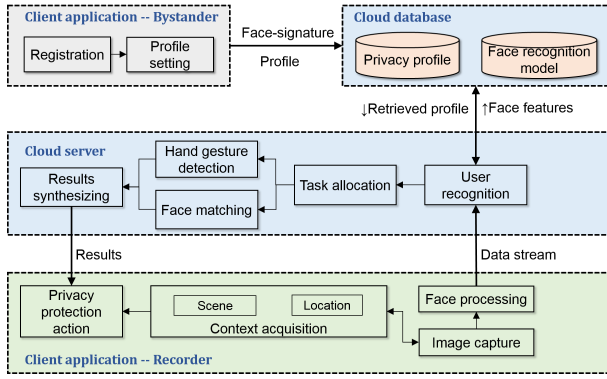 Client application -- Bystander
Registration
Profile
setting
Face-signature
Profile
Cloud database
Privacy profile
Face recognition
model
↓Retrieved profile
↑Face features
Cloud server
Hand gesture
detection
Results
synthesizing
Face matching
Task allocation
User
recognition
Results
Data stream
Privacy
protection
action
Scene
Location
Context acquisition
Face processing
Image capture
Client application -- Recorder